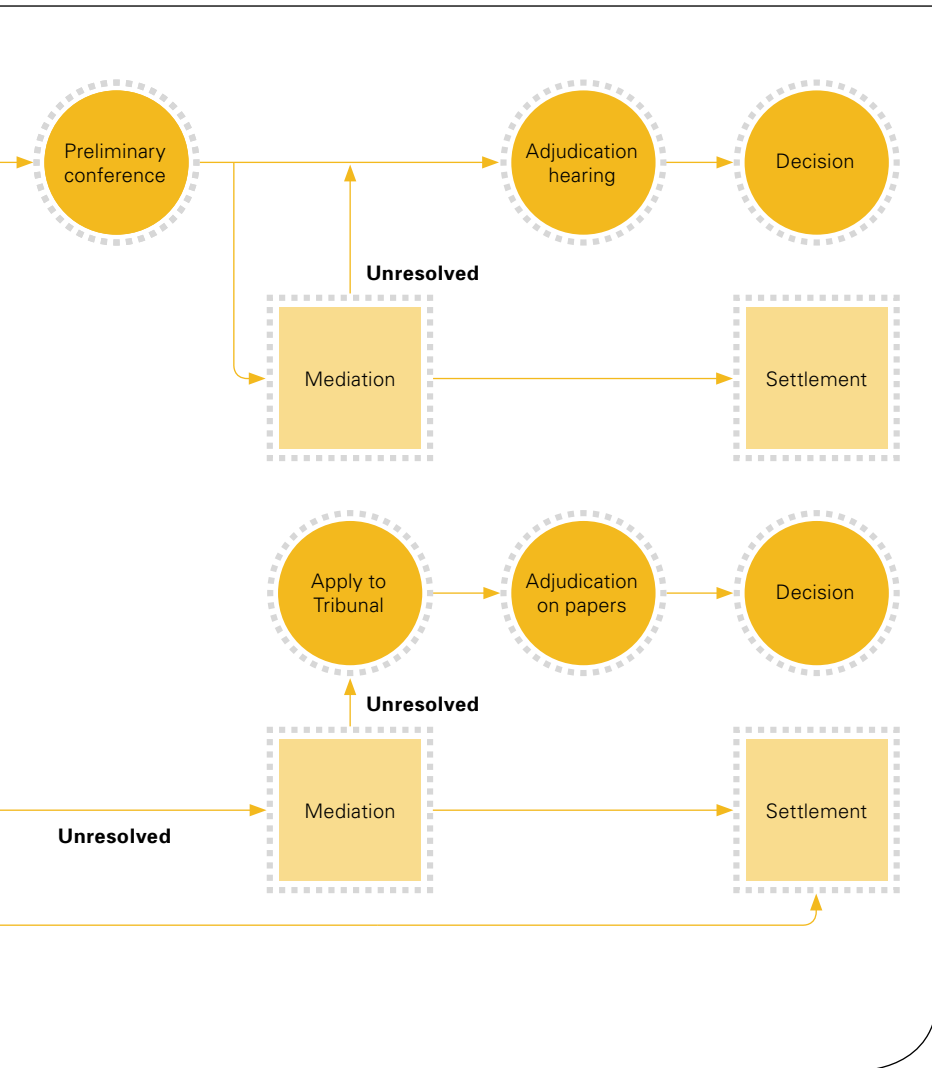 Preliminary
conference
Adjudication
hearing
Decision
Unresolved
Mediation
Settlement
Apply to
Tribunal
Adjudication
on papers
Decision
Unresolved
Mediation
Settlement
Unresolved